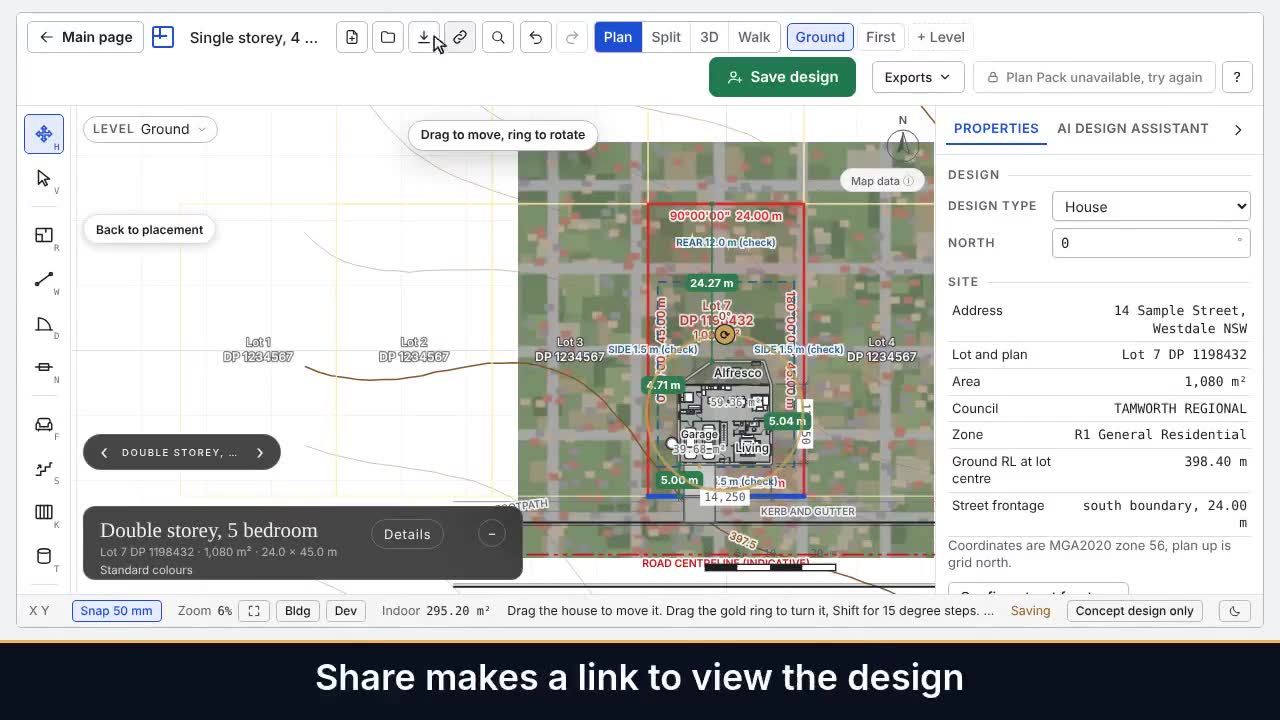 Main page
Single storey, 4 ...
Plan
Split
3D
Walk
Ground
First
+ Level
Save design
Exports
Plan Pack unavailable, try again
?
LEVEL Ground
Drag to move, ring to rotate
N
Map data
Back to placement
H
V
R
W
D
N
F
S
K
T
90°00'00" 24.00 m
REAR 12.0 m (check)
24.27 m
Lot 7
Lot 1
DP 1234567
Lot 2
DP 1234567
Lot 3
DP 1234567
Lot 4
DP 1234567
SIDE 1.5 m (check)
SIDE 1.5 m (check)
Alfresco
4.71 m
5.04 m
Garage
39.68 m²
Living
5.00 m
14,250
KERB AND GUTTER
397.5
ROAD CENTRELINE (INDICATIVE)
DOUBLE STOREY, ...
Double storey, 5 bedroom
Lot 7 DP 1198432 · 1,080 m² · 24.0 × 45.0 m
Standard colours
Details
PROPERTIES
AI DESIGN ASSISTANT
DESIGN
DESIGN TYPE House
NORTH 0 °
SITE
Address 14 Sample Street, Westdale NSW
Lot and plan Lot 7 DP 1198432
Area 1,080 m²
Council TAMWORTH REGIONAL
Zone R1 General Residential
Ground RL at lot centre 398.40 m
Street frontage south boundary, 24.00 m
Coordinates are MGA2020 zone 56, plan up is grid north.
X Y
Snap 50 mm
Zoom 6%
Bldg
Dev
Indoor 295.20 m²
Drag the house to move it. Drag the gold ring to turn it, Shift for 15 degree steps. ...
Saving
Concept design only
Share makes a link to view the design